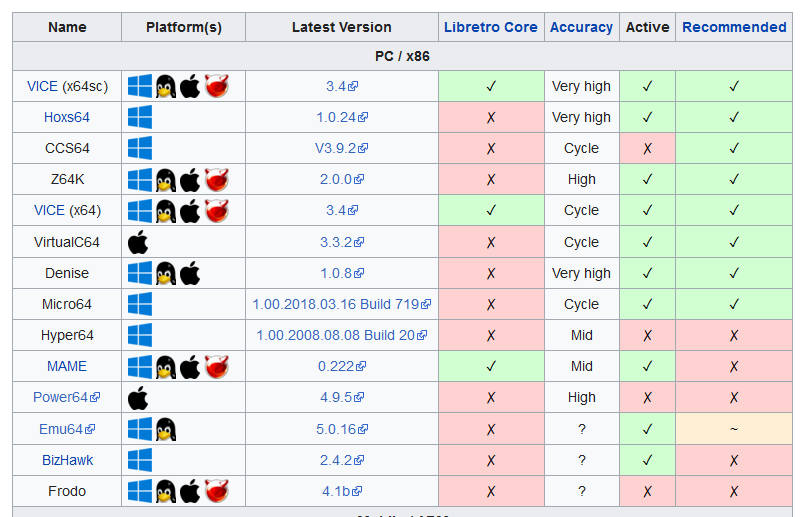 Name Platform(s) Latest Version Libretro Core Accuracy Active Recommended
PC / x86
VICE (x64sc) 3.4 ✓ Very high ✓ ✓
Hoxs64 1.0.24 ✗ Very high ✓ ✓
CCS64 V3.9.2 ✗ Cycle ✗ ✓
Z64K 2.0.0 ✗ High ✓ ✓
VICE (x64) 3.4 ✓ Cycle ✓ ✓
VirtualC64 3.3.2 ✗ Cycle ✓ ✓
Denise 1.0.8 ✗ Very high ✓ ✓
Micro64 1.00.2018.03.16 Build 719 ✗ Cycle ✓ ✓
Hyper64 1.00.2008.08.08 Build 20 ✗ Mid ✗ ✗
MAME 0.222 ✓ Mid ✓ ✗
Power64 4.9.5 ✗ High ✗ ✗
Emu64 5.0.16 ✗ ? ✓ ~
BizHawk 2.4.2 ✗ ? ✓ ✗
Frodo 4.1b ✗ ? ✗ ✗